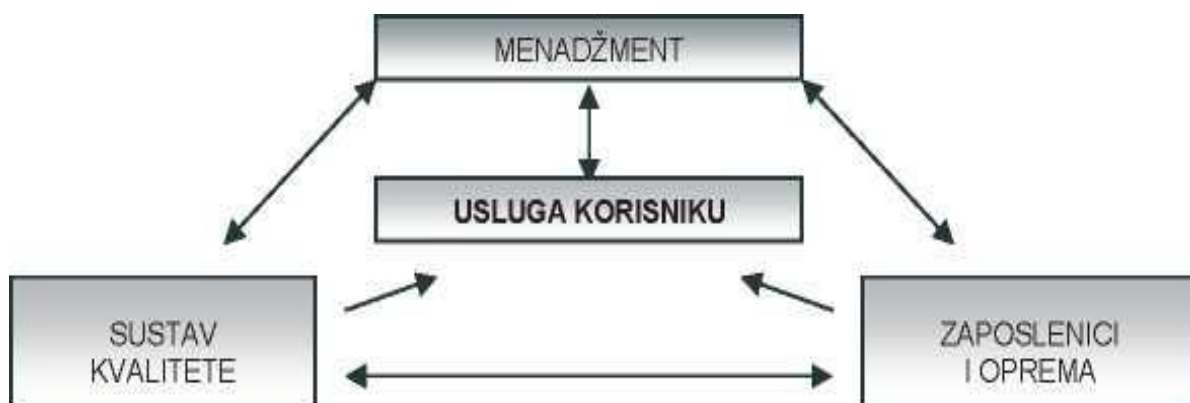 MENADŽMENT
USLUGA KORISNIKU
SUSTAV
KVALITETE
ZAPOSLENICI
I OPREMA